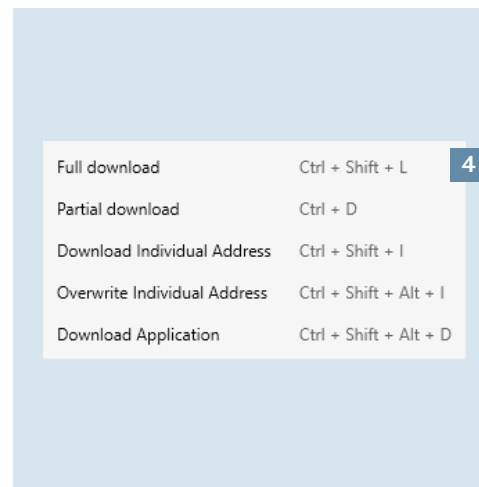 Full download Ctrl + Shift + L 4
Partial download Ctrl + D
Download Individual Address Ctrl + Shift + I
Overwrite Individual Address Ctrl + Shift + Alt + I
Download Application Ctrl + Shift + Alt + D